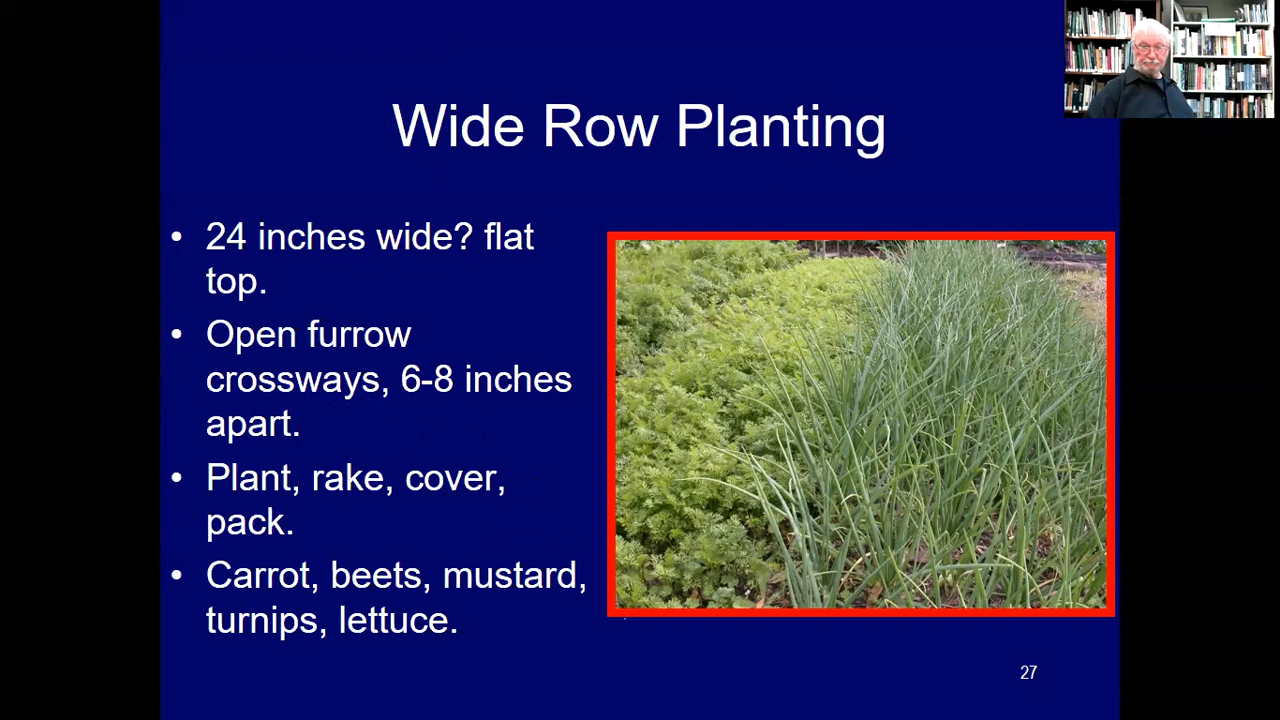 Wide Row Planting
• 24 inches wide? flat
top.
• Open furrow
crossways, 6-8 inches
apart.
• Plant, rake, cover,
pack.
• Carrot, beets, mustard,
turnips, lettuce.
27